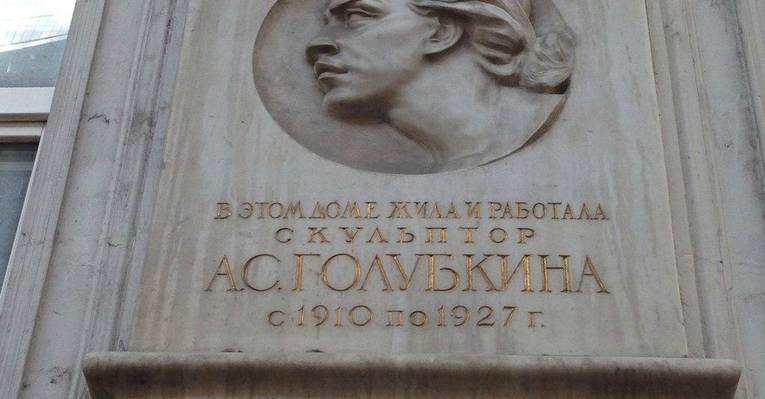 В ЭТОМ ДОМЕ ЖИЛА И РАБОТАЛА
СКУЛЬПТОР
А.С. ГОЛУБКИНА
С 1910 ПО 1927 Г.